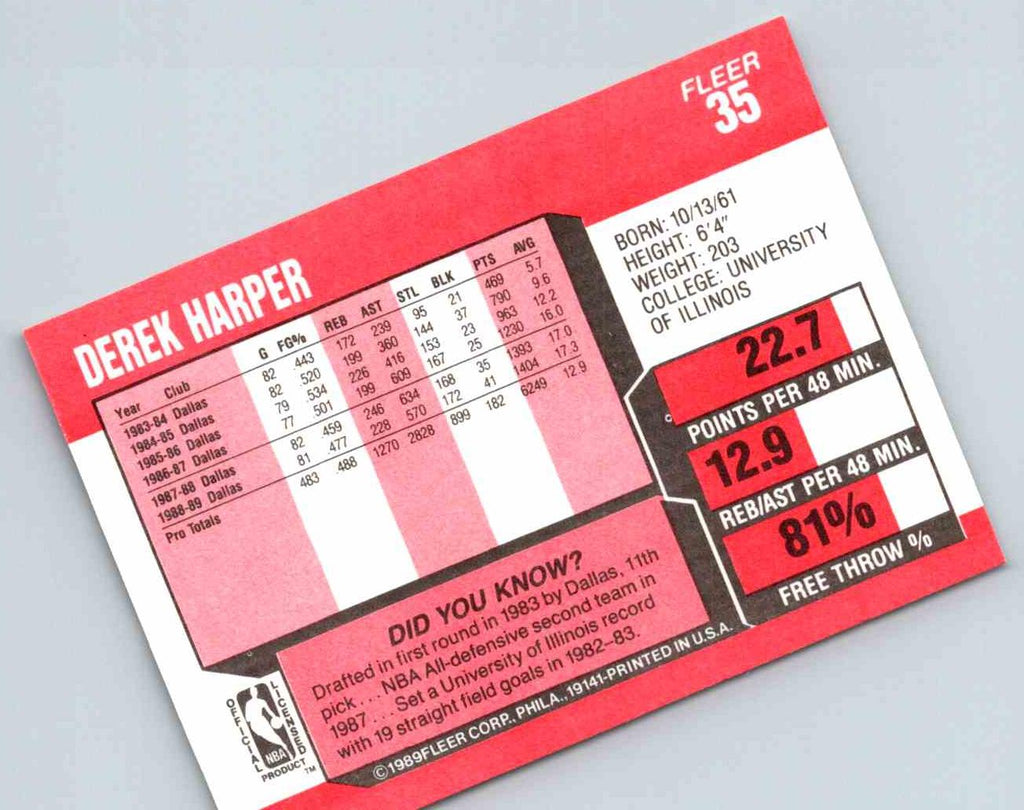 FLEER
35
DEREK HARPER
Year Club G FG% REB AST STL BLK PTS AVG
1983-84 Dallas 82 .443 172 239 95 21 469 5.7
1984-85 Dallas 82 .520 199 360 144 37 790 9.6
1985-86 Dallas 79 .534 226 416 153 23 963 12.2
1986-87 Dallas 77 .501 199 609 167 25 1230 16.0
1987-88 Dallas 82 .459 246 634 168 35 1393 17.0
1988-89 Dallas 81 .477 228 570 172 41 1404 17.3
Pro Totals 483 .488 1270 2828 899 182 6249 12.9
BORN: 10/13/61
HEIGHT: 6'4"
WEIGHT: 203
COLLEGE: UNIVERSITY
OF ILLINOIS
22.7
POINTS PER 48 MIN.
12.9
REB/AST PER 48 MIN.
81%
FREE THROW %
DID YOU KNOW?
Drafted in first round in 1983 by Dallas, 11th
pick . . . NBA All-defensive second team in
1987 . . . Set a University of Illinois record
with 19 straight field goals in 1982-83.
OFFICIAL LICENSED
NBA
PRODUCT ™
©1989FLEER CORP., PHILA., 19141-PRINTED IN U.S.A.